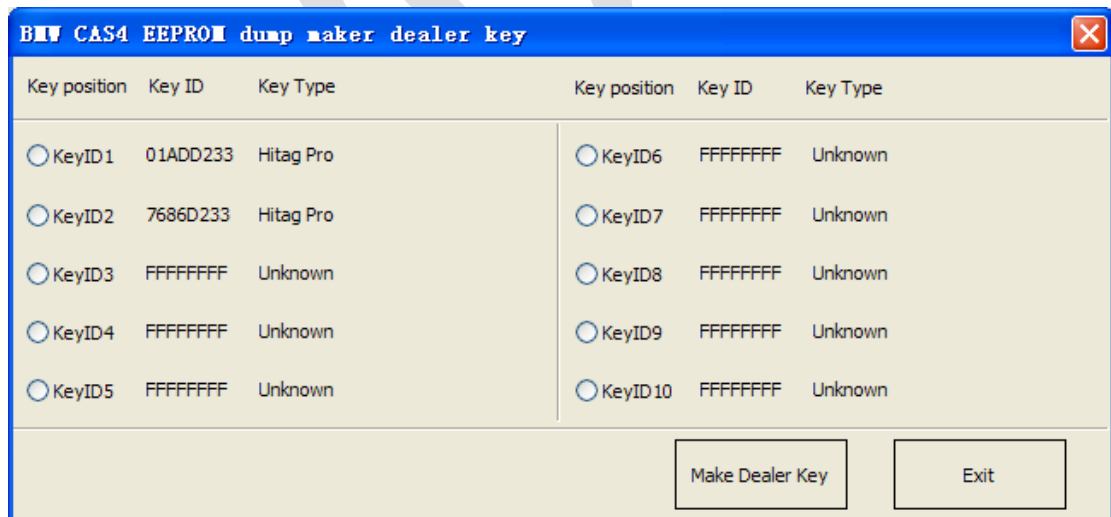 BMW CAS4 EEPROM dump maker dealer key
Key position Key ID Key Type Key position Key ID Key Type
KeyID1 01ADD233 Hitag Pro KeyID6 FFFFFFFF Unknown
KeyID2 7686D233 Hitag Pro KeyID7 FFFFFFFF Unknown
KeyID3 FFFFFFFF Unknown KeyID8 FFFFFFFF Unknown
KeyID4 FFFFFFFF Unknown KeyID9 FFFFFFFF Unknown
KeyID5 FFFFFFFF Unknown KeyID10 FFFFFFFF Unknown
Make Dealer Key Exit